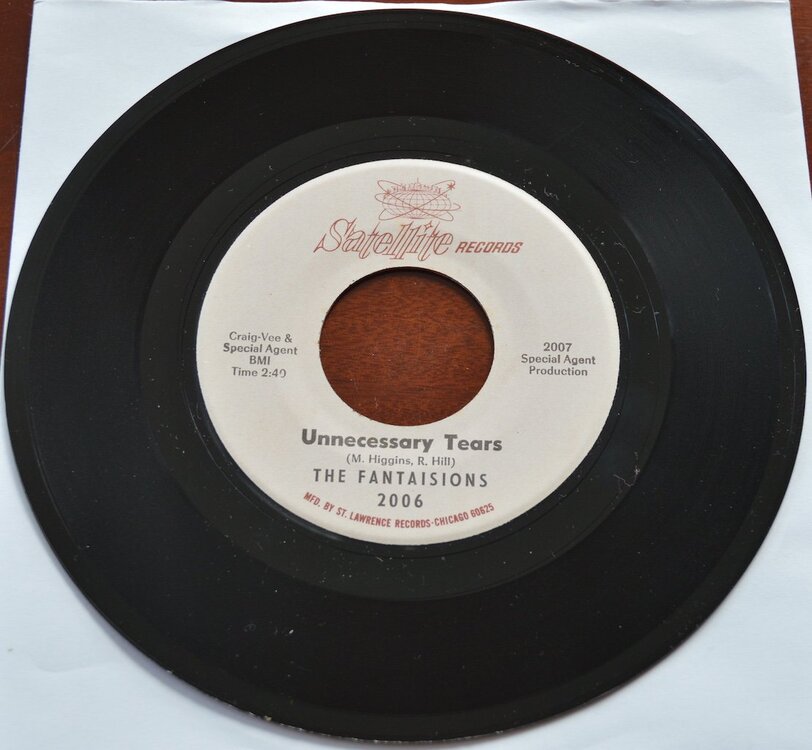 Satellite RECORDS
Craig-Vee &
Special Agent
BMI
Time 2:40
2007
Special Agent
Production
Unnecessary Tears
(M. Higgins, R. Hill)
THE FANTAISIONS
2006
MFD. BY ST. LAWRENCE RECORDS-CHICAGO 60625